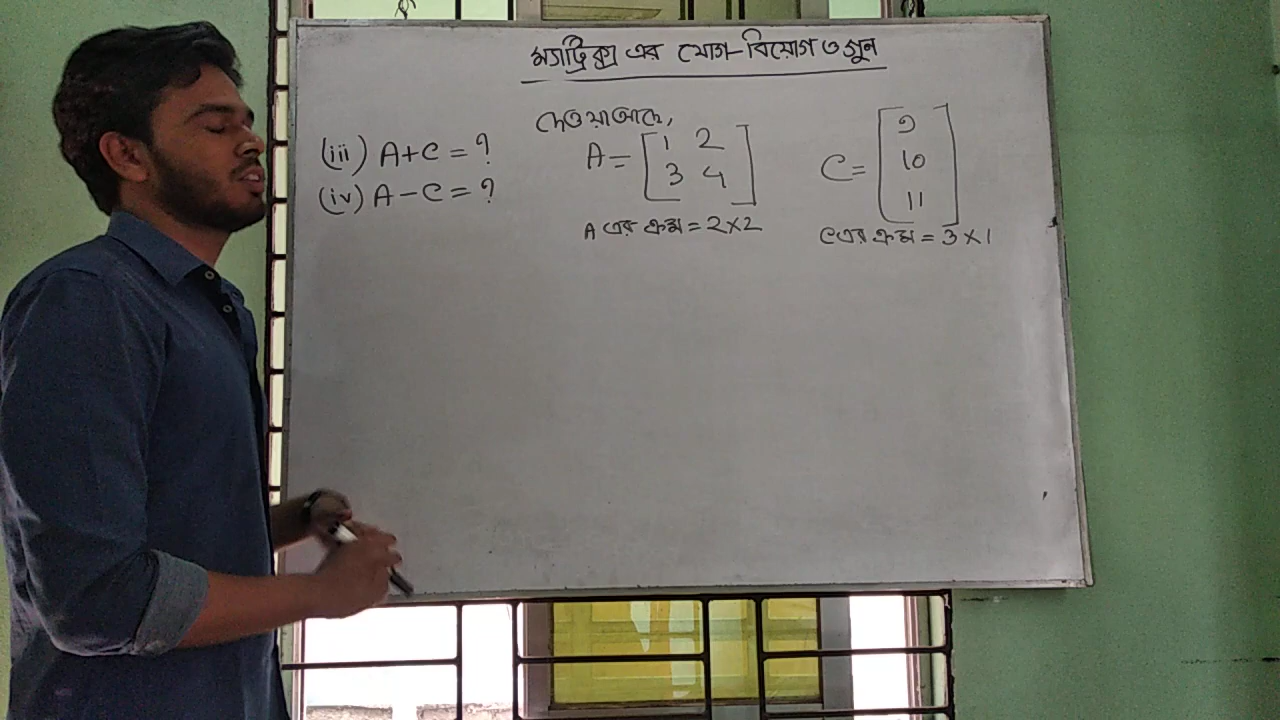 ম্যাট্রিক্স এর যোগ-বিয়োগ ও গুন
দেওয়া আছে,
(iii) A+C = ?
(iv) A-C = ?
A = [1 2
3 4]
A এর ক্রম = 2×2
C = [9
10
11]
C এর ক্রম = 3×1